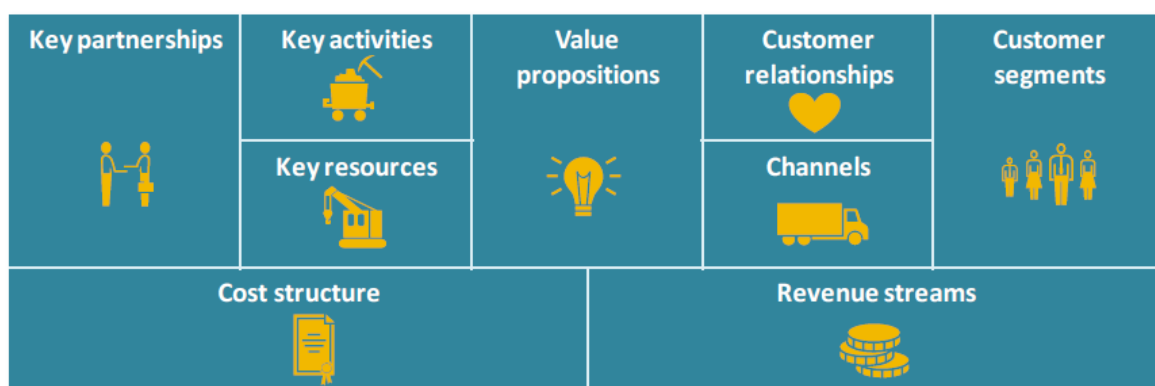 Key partnerships
Key activities
Key resources
Value
propositions
Customer
relationships
Channels
Customer
segments
Cost structure
Revenue streams